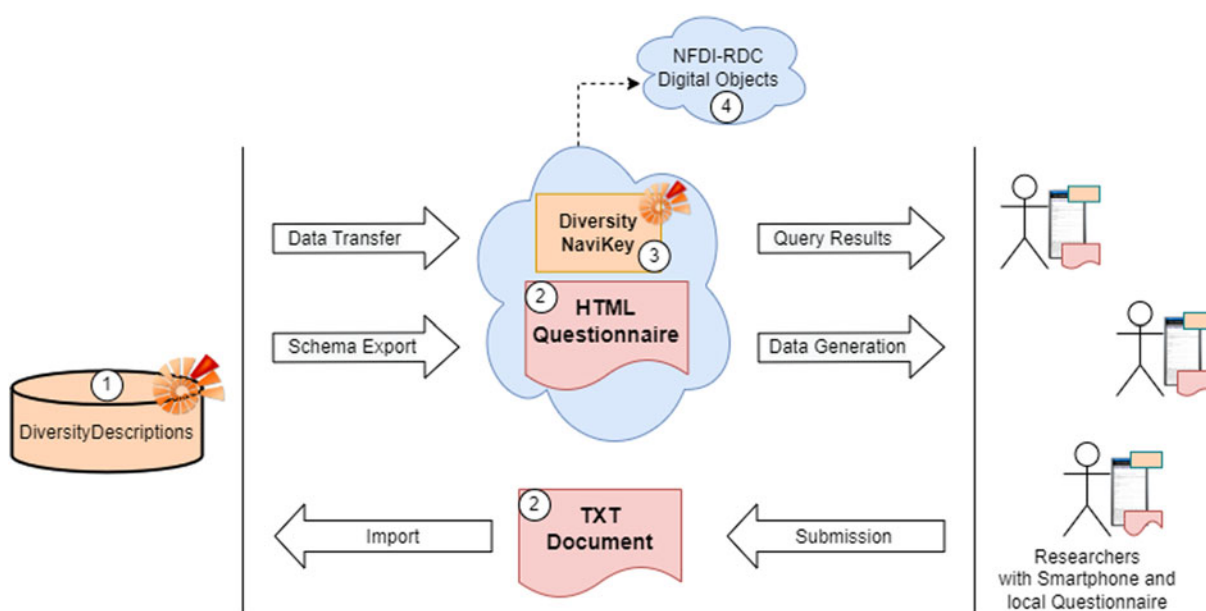 NFDI-RDC
Digital Objects
4
Data Transfer
Diversity
NaviKey
3
Query Results
2
HTML
Questionnaire
Schema Export
Data Generation
1
DiversityDescriptions
2
TXT
Document
Import
Submission
Researchers
with Smartphone and
local Questionnaire